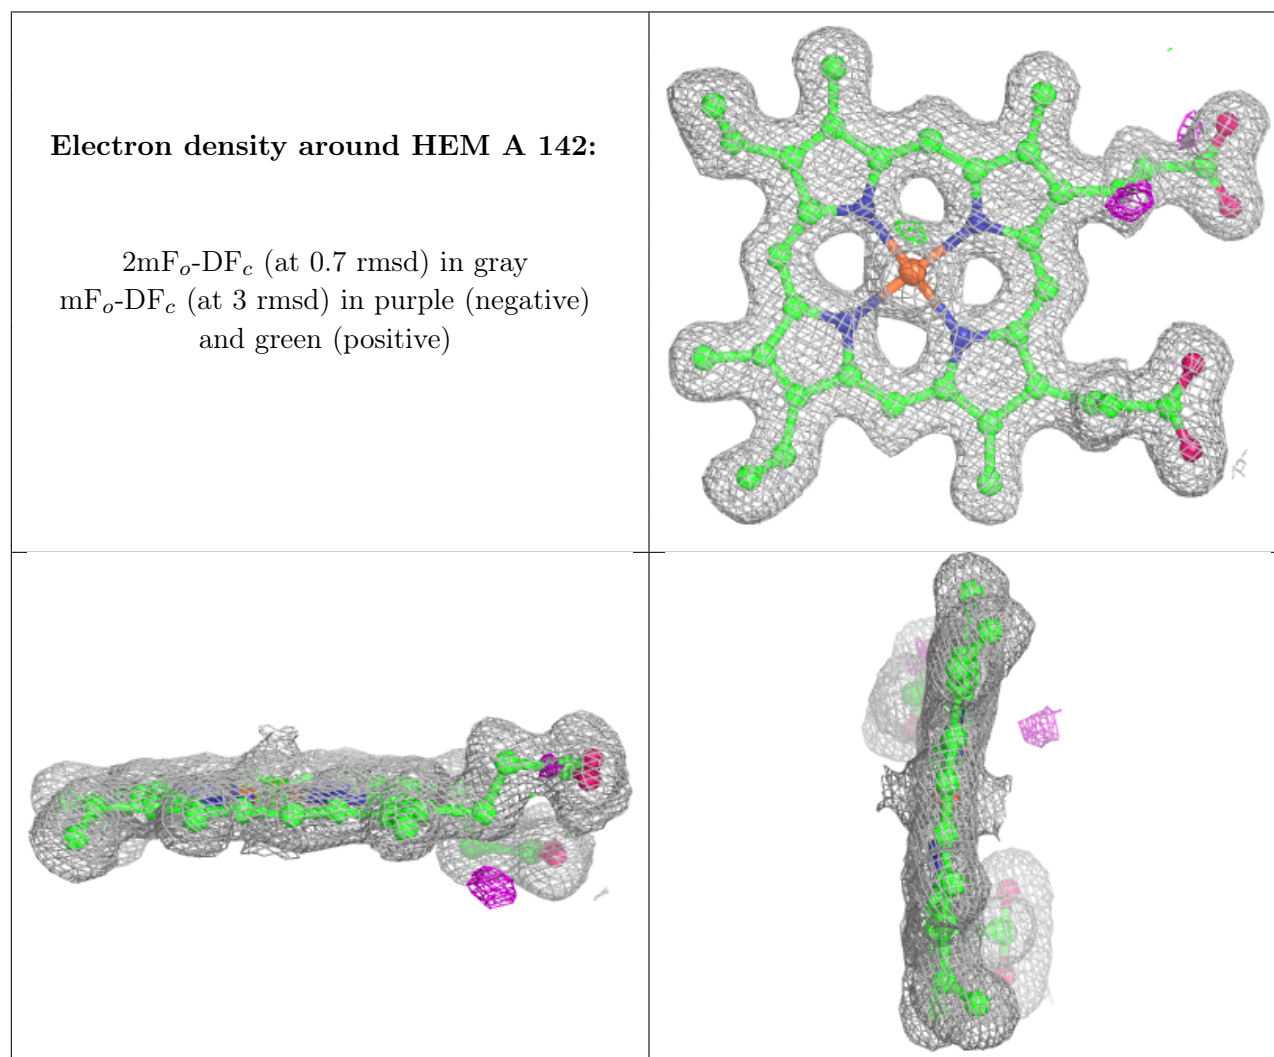 Electron density around HEM A 142:
2mFₒ-DF𝒸 (at 0.7 rmsd) in gray
mFₒ-DF𝒸 (at 3 rmsd) in purple (negative)
and green (positive)